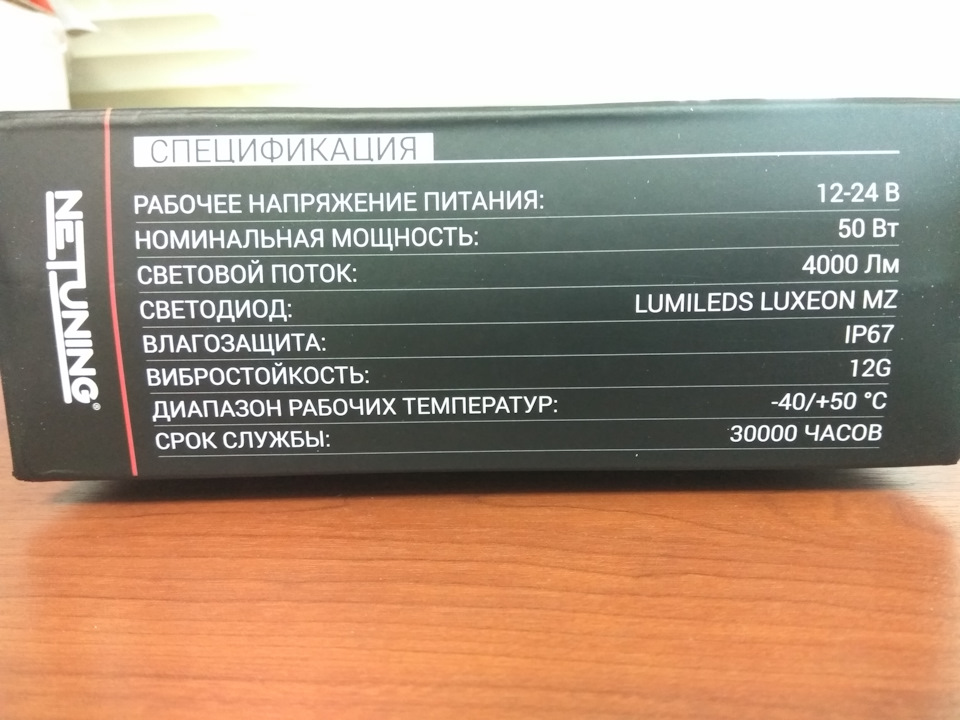 СПЕЦИФИКАЦИЯ
РАБОЧЕЕ НАПРЯЖЕНИЕ ПИТАНИЯ: 12-24 В
НОМИНАЛЬНАЯ МОЩНОСТЬ: 50 Вт
СВЕТОВОЙ ПОТОК: 4000 Лм
СВЕТОДИОД: LUMILEDS LUXEON MZ
ВЛАГОЗАЩИТА: IP67
ВИБРОСТОЙКОСТЬ: 12G
ДИАПАЗОН РАБОЧИХ ТЕМПЕРАТУР: -40/+50 °C
СРОК СЛУЖБЫ: 30000 ЧАСОВ
NETUNING®